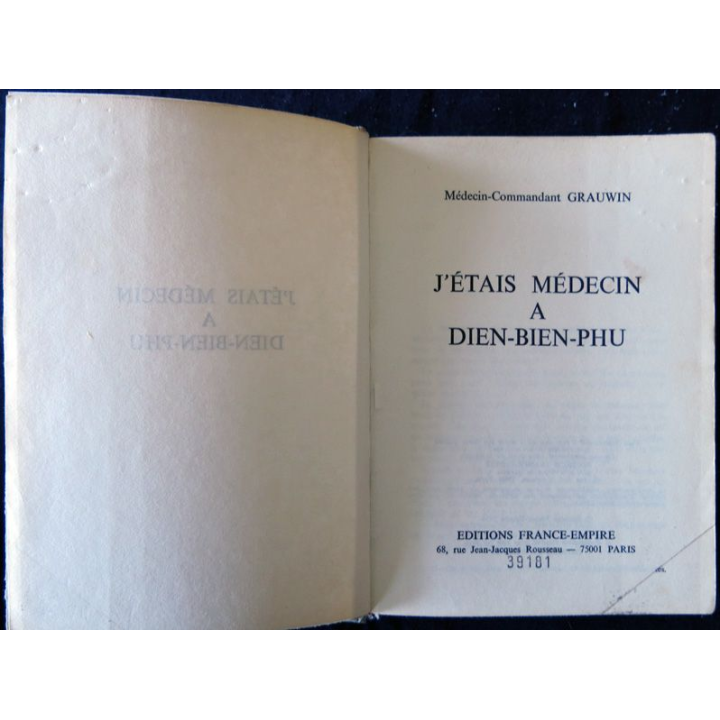 Médecin-Commandant GRAUWIN
J'ÉTAIS MÉDECIN
A
DIEN-BIEN-PHU
EDITIONS FRANCE-EMPIRE
68, rue Jean-Jacques Rousseau — 75001 PARIS
39181